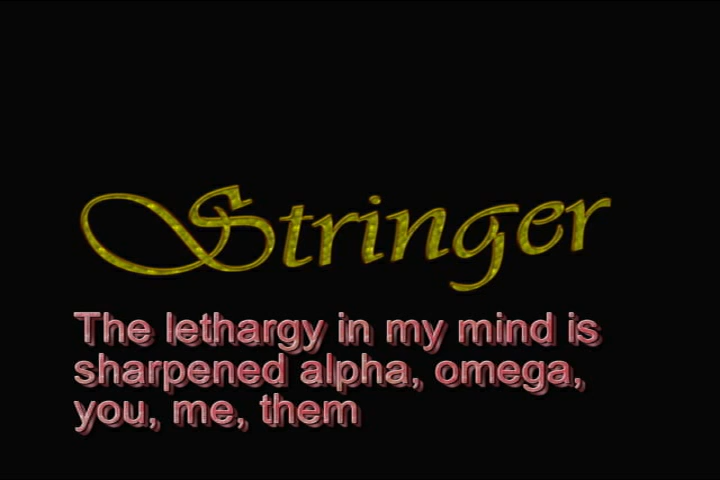 Stringer
The lethargy in my mind is
sharpened alpha, omega,
you, me, them